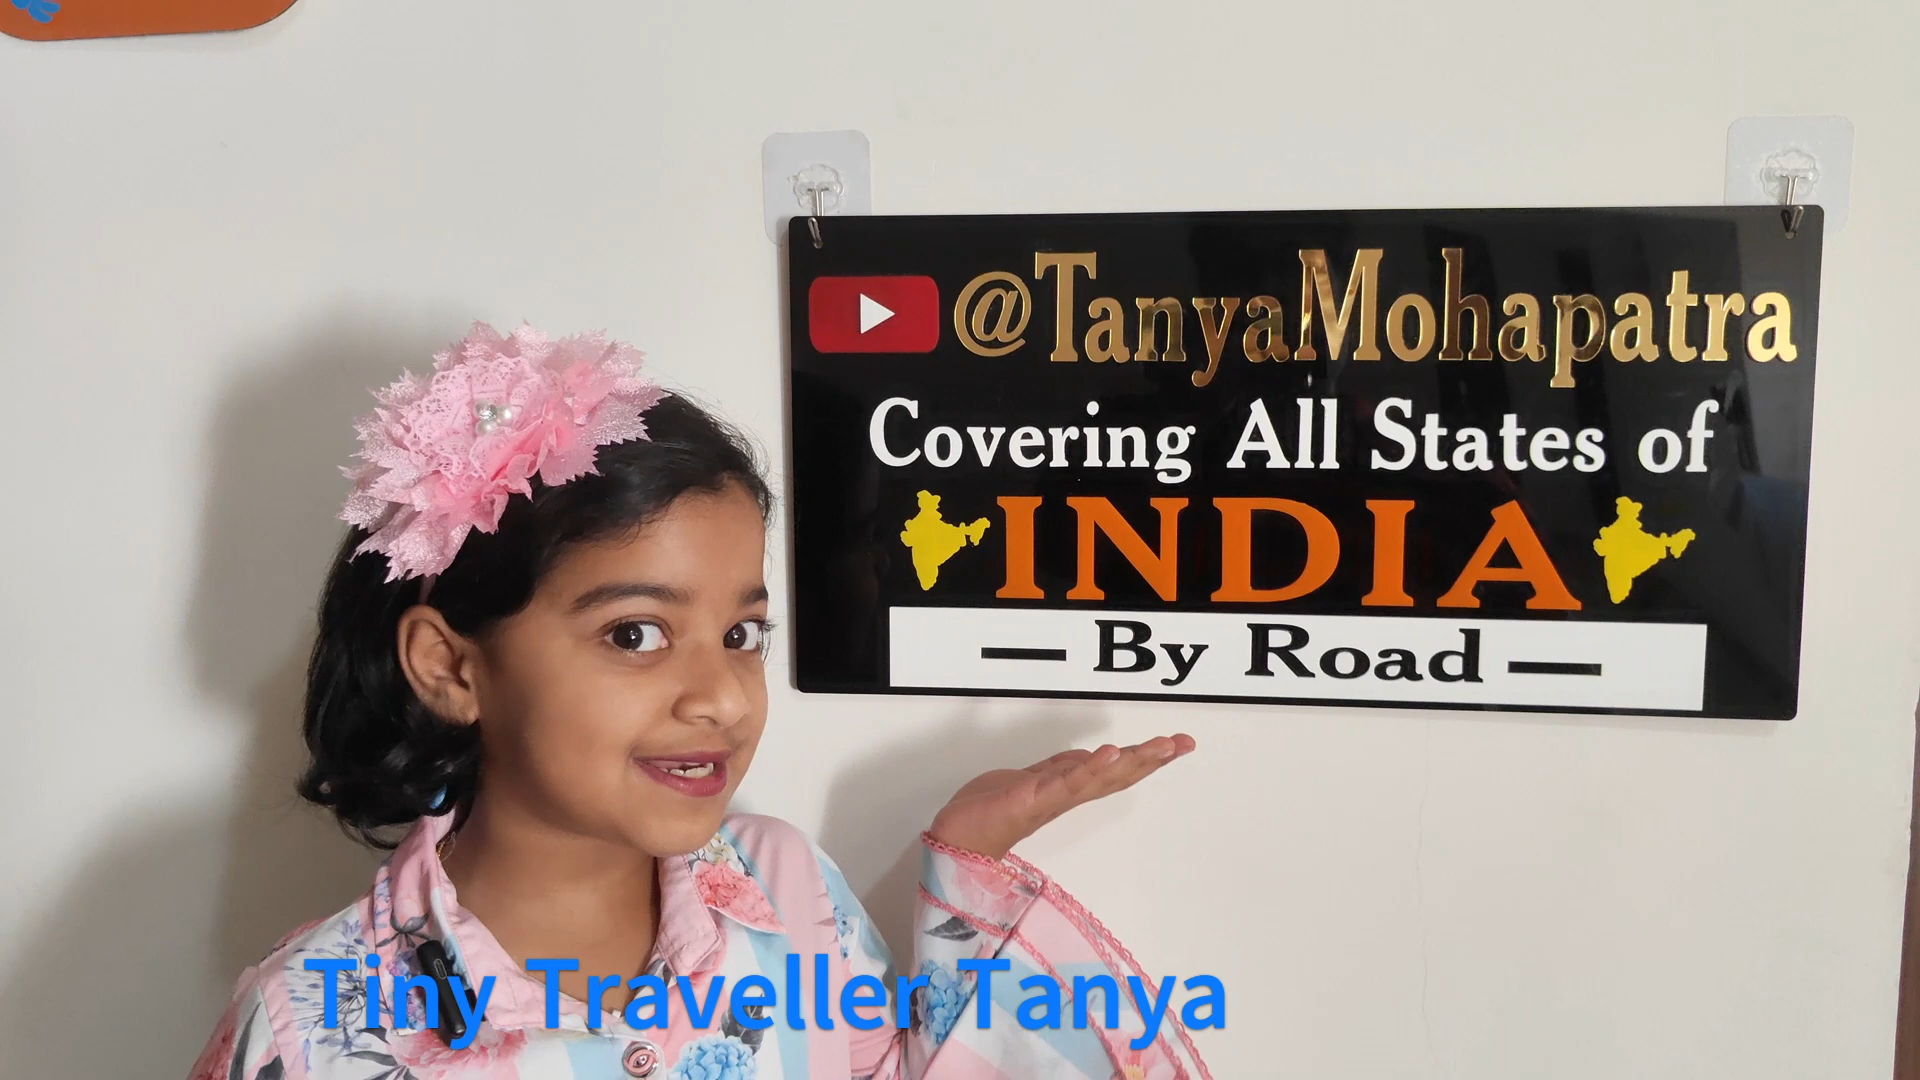 @TanyaMohapatra
Covering All States of
INDIA
— By Road —
Tiny Traveller Tanya